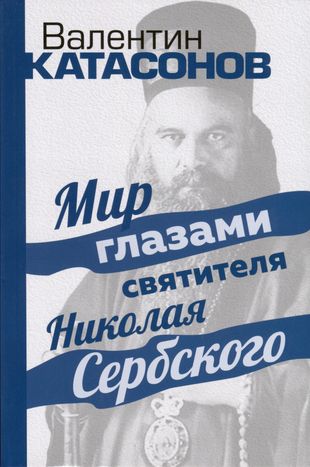 Валентин
КАТАСОНОВ
Мир
глазами
святителя
Николая
Сербского